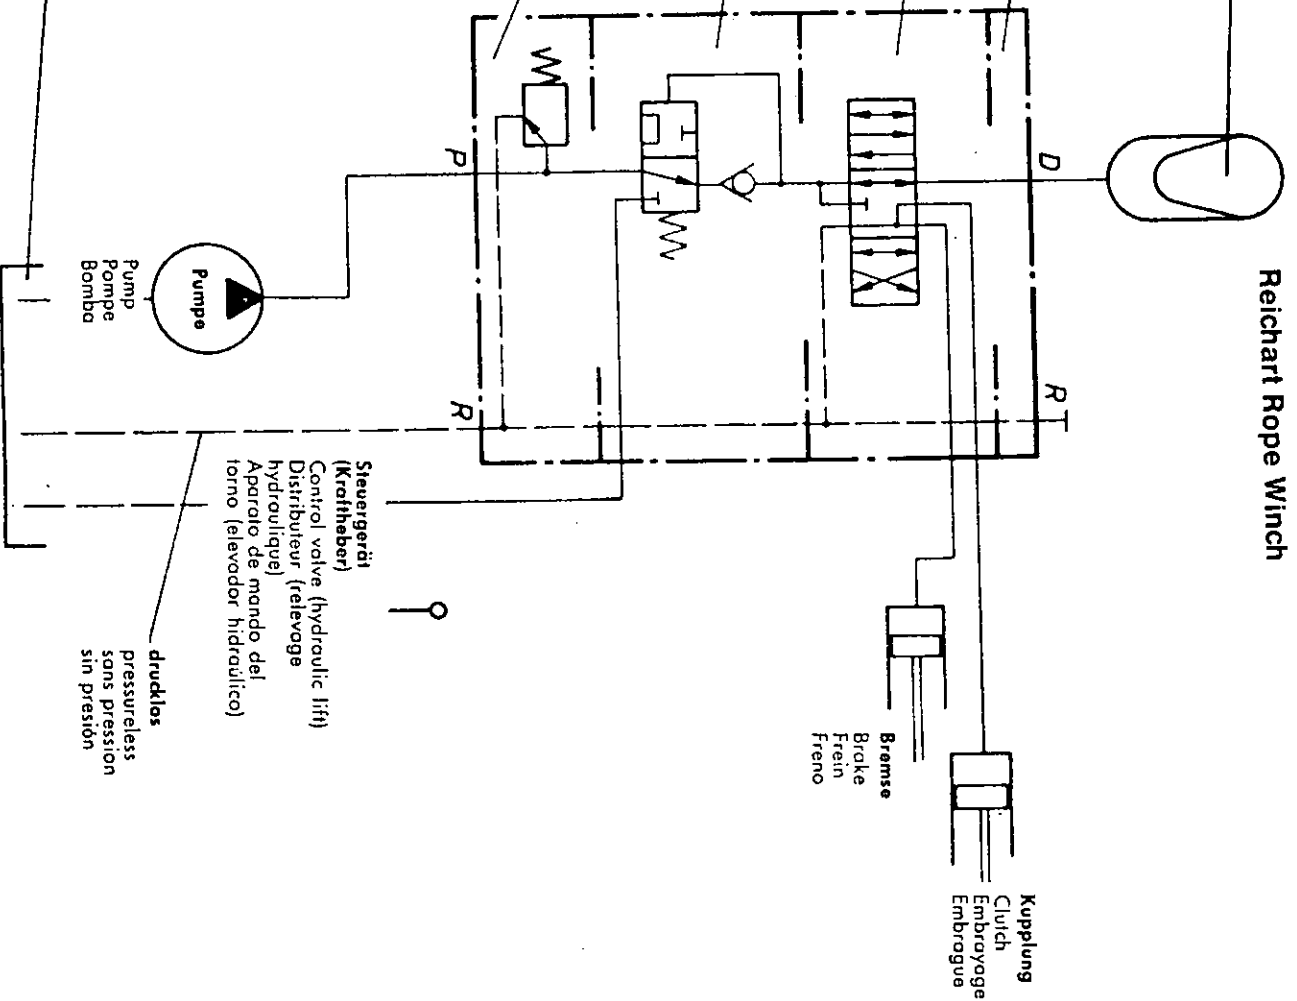 Reichart Rope Winch
D
R
P
R
Kupplung
Clutch
Embrayage
Embrague
Bremse
Brake
Frein
Freno
Steuergerät
(Kraftheber)
Control valve (hydraulic lift)
Distributeur (relevage
hydraulique)
Aparato de mando del
torno (elevador hidraúlico)
Pumpe
Pump
Pompe
Bomba
drucklos
pressureless
sans pression
sin presión